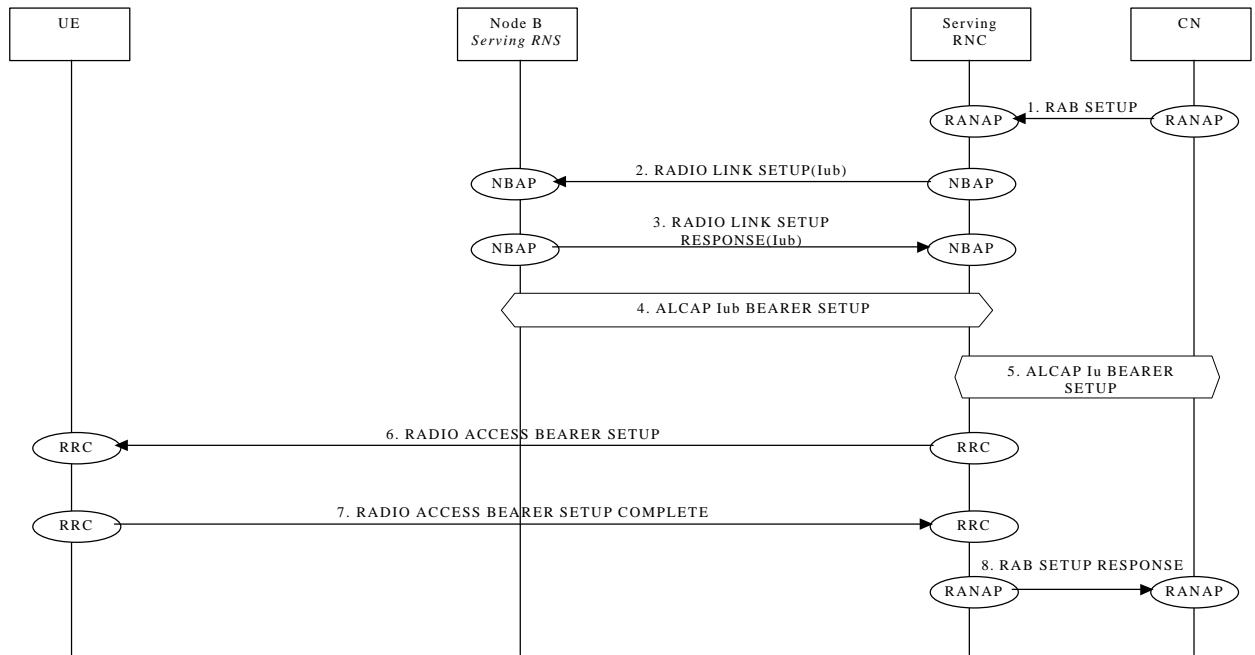 UE
Node B
Serving RNS
Serving
RNC
CN
1. RAB SETUP
RANAP
RANAP
2. RADIO LINK SETUP(Iub)
NBAP
NBAP
3. RADIO LINK SETUP
RESPONSE(Iub)
NBAP
NBAP
4. ALCAP Iub BEARER SETUP
5. ALCAP Iu BEARER
SETUP
6. RADIO ACCESS BEARER SETUP
RRC
RRC
7. RADIO ACCESS BEARER SETUP COMPLETE
RRC
RRC
8. RAB SETUP RESPONSE
RANAP
RANAP